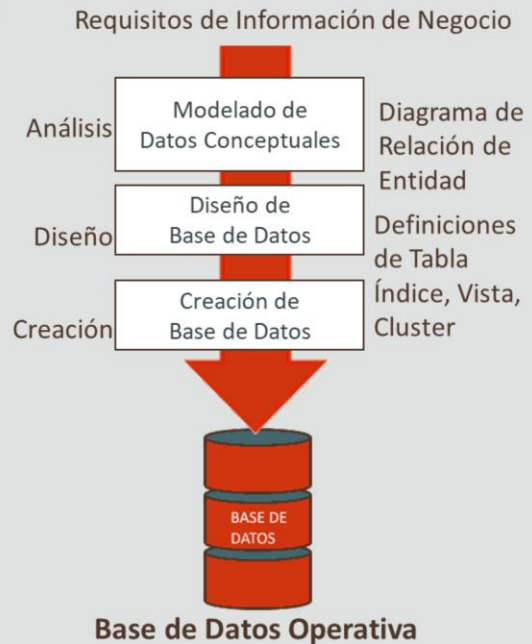 Requisitos de Información de Negocio
Análisis
Modelado de
Datos Conceptuales
Diagrama de
Relación de
Entidad
Diseño
Diseño de
Base de Datos
Definiciones
de Tabla
Índice, Vista,
Cluster
Creación
Creación de
Base de Datos
BASE DE
DATOS
Base de Datos Operativa